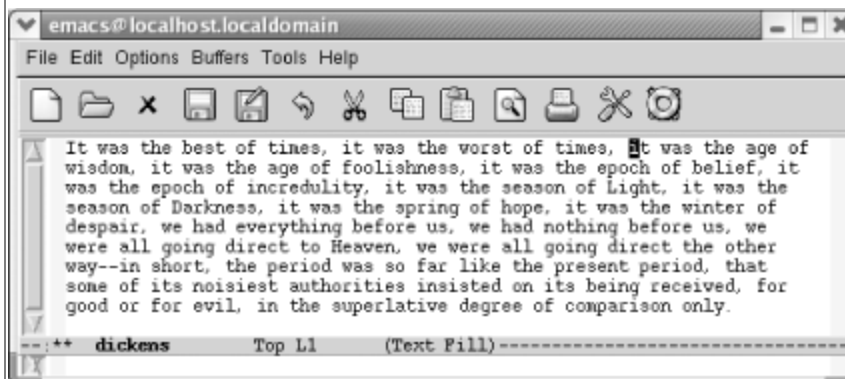 emacs@localhost.localdomain
File Edit Options Buffers Tools Help
It was the best of times, it was the worst of times, it was the age of
wisdom, it was the age of foolishness, it was the epoch of belief, it
was the epoch of incredulity, it was the season of Light, it was the
season of Darkness, it was the spring of hope, it was the winter of
despair, we had everything before us, we had nothing before us, we
were all going direct to Heaven, we were all going direct the other
way--in short, the period was so far like the present period, that
some of its noisiest authorities insisted on its being received, for
good or for evil, in the superlative degree of comparison only.
--:** dickens Top L1 (Text Fill)----------------------------------